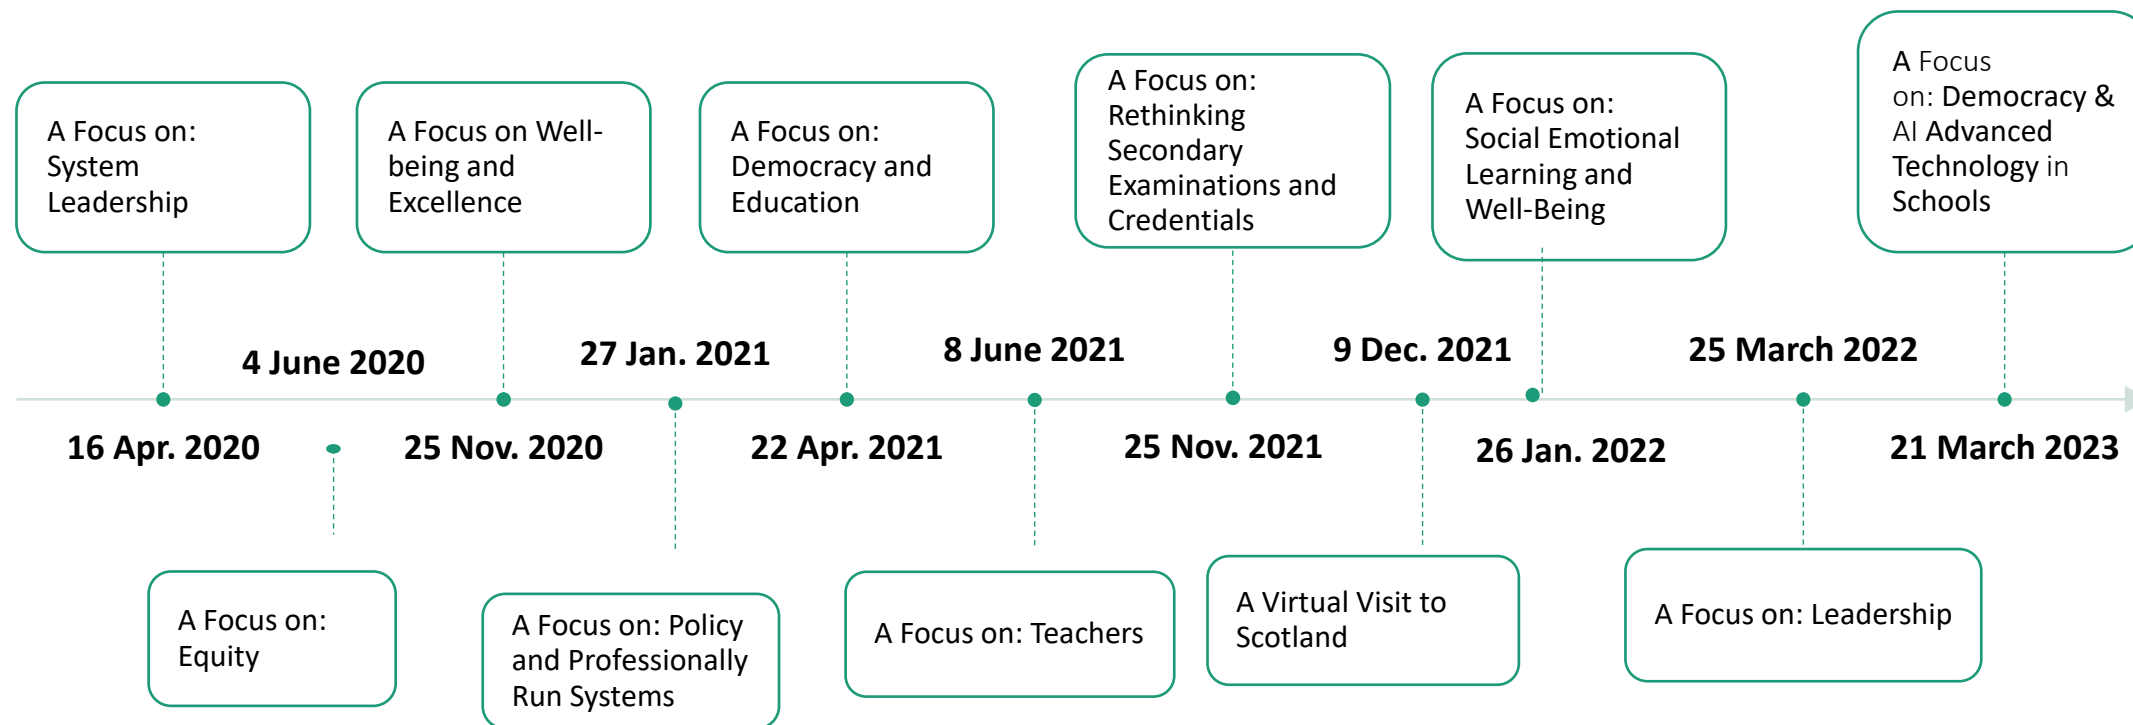 A Focus on:
System
Leadership
A Focus on Well-
being and
Excellence
A Focus on:
Democracy and
Education
A Focus on:
Rethinking
Secondary
Examinations and
Credentials
A Focus on:
Social Emotional
Learning and
Well-Being
A Focus
on: Democracy &
AI Advanced
Technology in
Schools
4 June 2020
27 Jan. 2021
8 June 2021
9 Dec. 2021
25 March 2022
16 Apr. 2020
25 Nov. 2020
22 Apr. 2021
25 Nov. 2021
26 Jan. 2022
21 March 2023
A Focus on:
Equity
A Focus on: Policy
and Professionally
Run Systems
A Focus on: Teachers
A Virtual Visit to
Scotland
A Focus on: Leadership